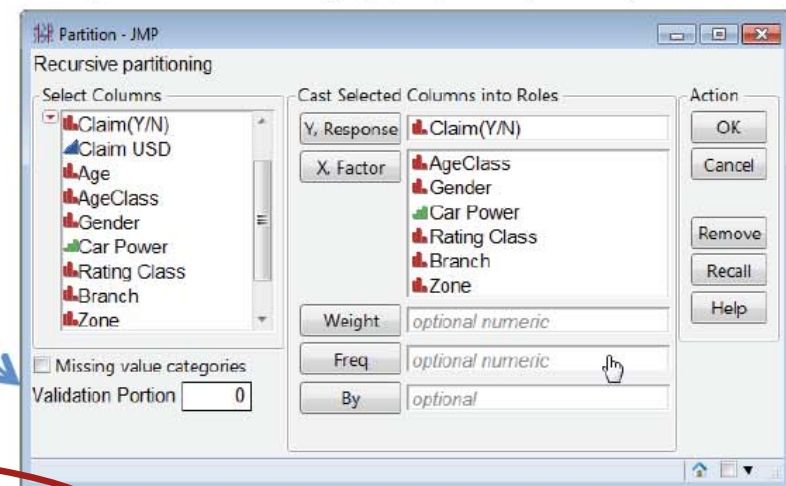 Partition - JMP
Recursive partitioning
Select Columns
Claim(Y/N)
Claim USD
Age
AgeClass
Gender
Car Power
Rating Class
Branch
Zone
Missing value categories
Validation Portion 0
Cast Selected Columns into Roles
Y, Response Claim(Y/N)
X, Factor
AgeClass
Gender
Car Power
Rating Class
Branch
Zone
Weight optional numeric
Freq optional numeric
By optional
Action
OK
Cancel
Remove
Recall
Help